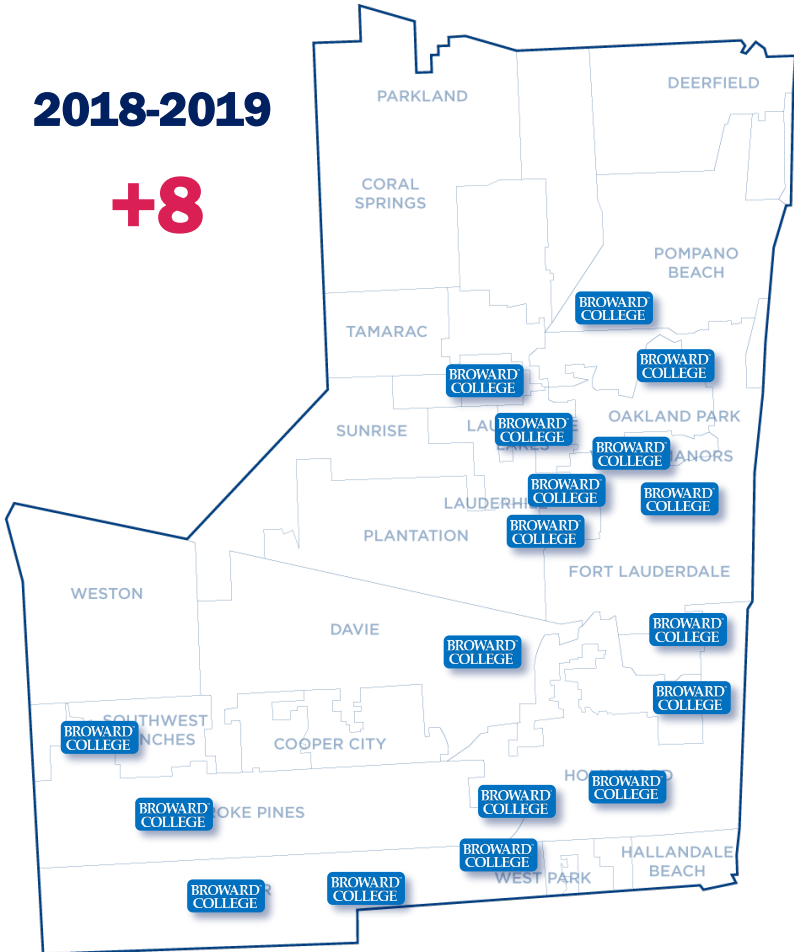 2018-2019
+8
PARKLAND
DEERFIELD
CORAL
SPRINGS
POMPANO
BEACH
BROWARD
COLLEGE
TAMARAC
BROWARD
COLLEGE
BROWARD
COLLEGE
OAKLAND PARK
SUNRISE
BROWARD
COLLEGE
BROWARD
COLLEGE
BROWARD
COLLEGE
BROWARD
COLLEGE
BROWARD
COLLEGE
PLANTATION
FORT LAUDERDALE
WESTON
DAVIE
BROWARD
COLLEGE
BROWARD
COLLEGE
BROWARD
COLLEGE
SOUTHWEST
BROWARD
COLLEGE
COOPER CITY
BROWARD
COLLEGE
BROWARD
COLLEGE
BROWARD
COLLEGE
PINES
BROWARD
COLLEGE
HALLANDALE
BEACH
WEST PARK
BROWARD
COLLEGE
BROWARD
COLLEGE